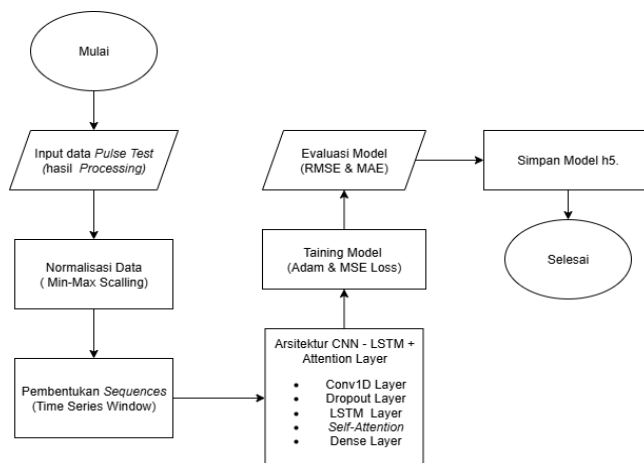 Mulai
Input data Pulse Test
(hasil Processing)
Normalisasi Data
( Min-Max Scalling)
Pembentukan Sequences
(Time Series Window)
Arsitektur CNN - LSTM +
Attention Layer
• Conv1D Layer
• Dropout Layer
• LSTM Layer
• Self-Attention
• Dense Layer
Taining Model
(Adam & MSE Loss)
Evaluasi Model
(RMSE & MAE)
Simpan Model h5.
Selesai